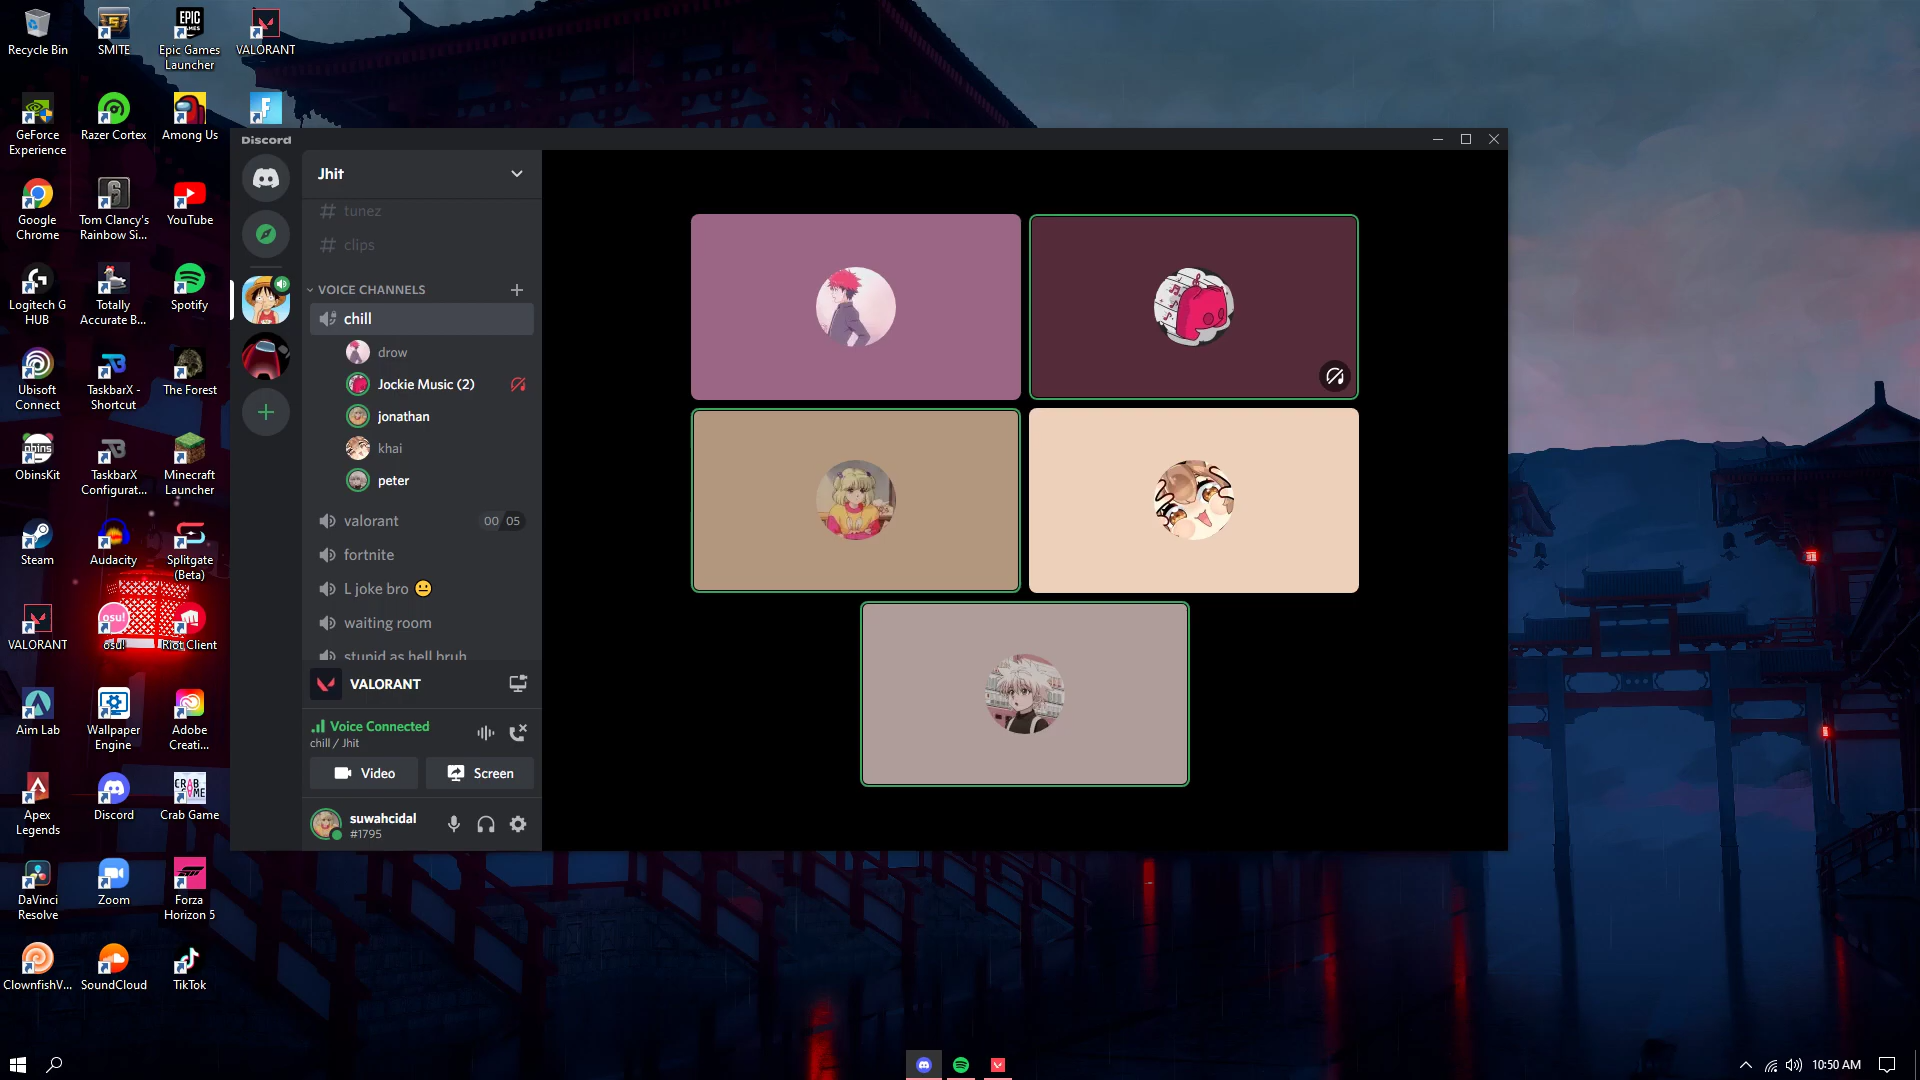 Recycle Bin
SMITE
EPIC
GAMES
Epic Games
Launcher
VALORANT
GeForce
Experience
Razer Cortex
Among Us
Google
Chrome
Tom Clancy's
Rainbow Si...
YouTube
Logitech G
HUB
Totally
Accurate B...
Spotify
Ubisoft
Connect
TaskbarX -
Shortcut
The Forest
obins
ObinsKit
TaskbarX
Configurat...
Minecraft
Launcher
Steam
Audacity
Splitgate
(Beta)
VALORANT
osu!
osu!
Riot Client
Aim Lab
Wallpaper
Engine
Adobe
Creati...
Apex
Legends
Discord
CRAB
GAME
Crab Game
DaVinci
Resolve
Zoom
Forza
Horizon 5
ClownfishV...
SoundCloud
TikTok
Discord
Jhit
# tunez
# clips
VOICE CHANNELS
chill
drow
Jockie Music (2)
jonathan
khai
peter
valorant
00 05
fortnite
L joke bro 😐
waiting room
stupid as hell bruh
VALORANT
Voice Connected
chill / Jhit
Video
Screen
suwahcidal
#1795
10:50 AM